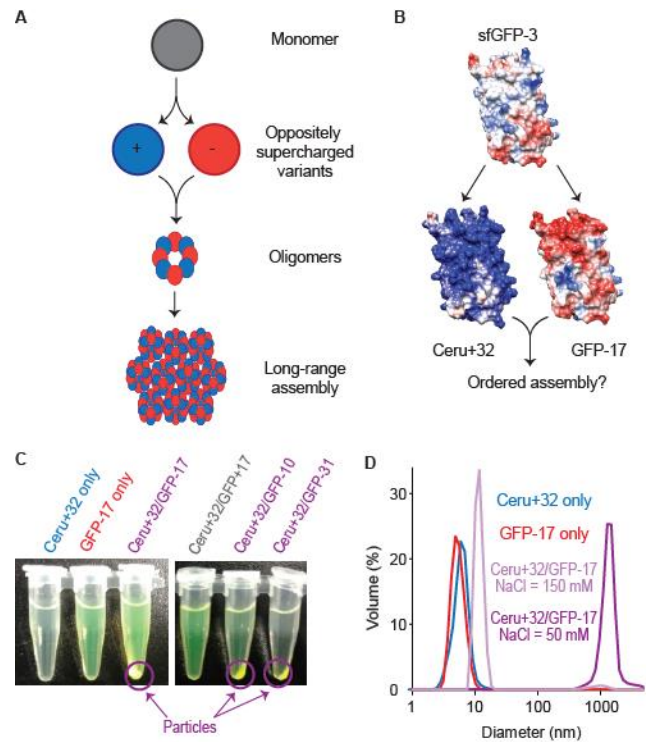 A
Monomer
+
-
Oppositely
supercharged
variants
Oligomers
Long-range
assembly
B
sfGFP-3
Ceru+32
GFP-17
Ordered assembly?
C
Ceru+32 only
GFP-17 only
Ceru+32/GFP-17
Ceru+32/GFP+17
Ceru+32/GFP-10
Ceru+32/GFP-31
Particles
D
Volume (%)
30
20
10
0
Ceru+32 only
GFP-17 only
Ceru+32/GFP-17
NaCl = 150 mM
Ceru+32/GFP-17
NaCl = 50 mM
1 10 100 1000
Diameter (nm)